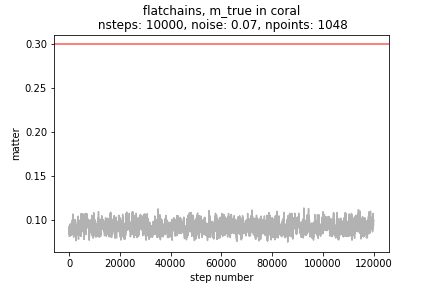 flatchains, m_true in coral
nsteps: 10000, noise: 0.07, npoints: 1048
0.30
0.25
0.20
0.15
0.10
matter
0 20000 40000 60000 80000 100000 120000
step number